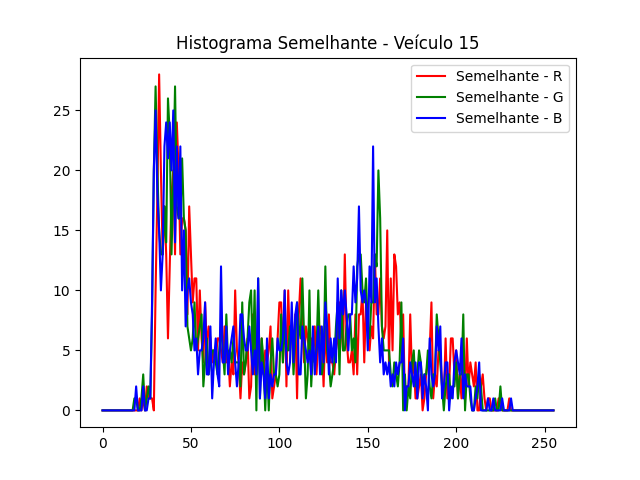 Histograma Semelhante - Veículo 15
Semelhante - R
Semelhante - G
Semelhante - B
25
20
15
10
5
0
0 50 100 150 200 250